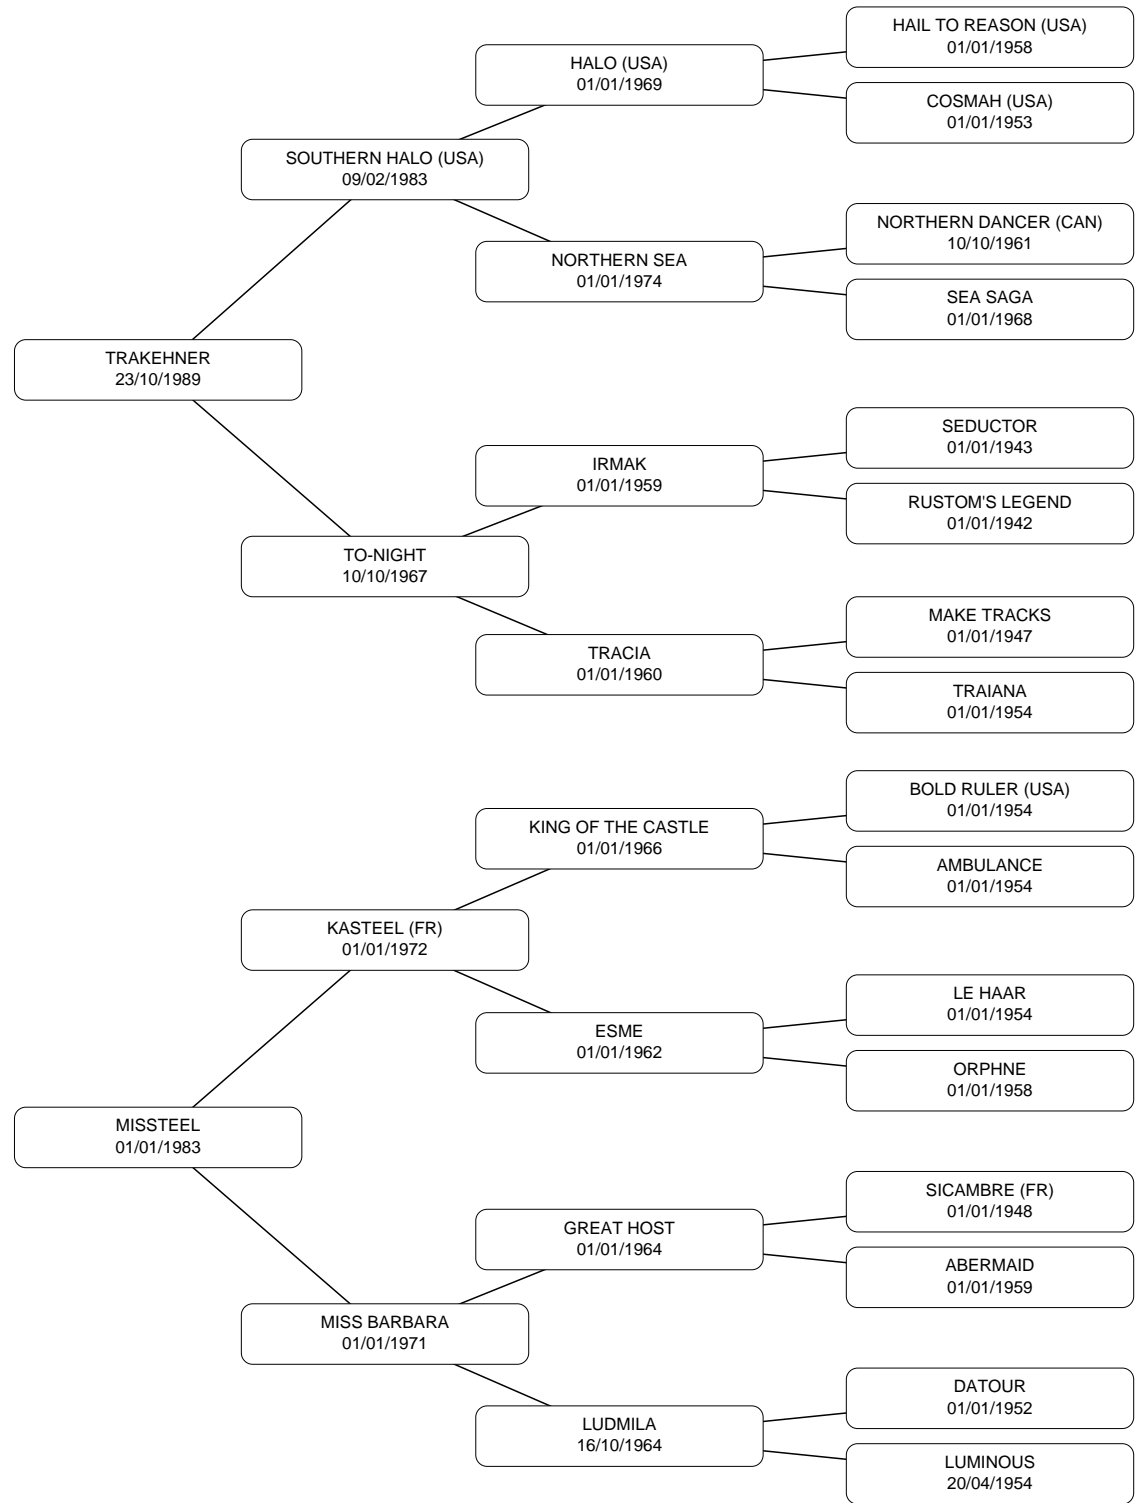 HAIL TO REASON (USA)
01/01/1958
HALO (USA)
01/01/1969
COSMAH (USA)
01/01/1953
SOUTHERN HALO (USA)
09/02/1983
NORTHERN DANCER (CAN)
10/10/1961
NORTHERN SEA
01/01/1974
SEA SAGA
01/01/1968
TRAKEHNER
23/10/1989
SEDUCTOR
01/01/1943
IRMAK
01/01/1959
RUSTOM'S LEGEND
01/01/1942
TO-NIGHT
10/10/1967
MAKE TRACKS
01/01/1947
TRACIA
01/01/1960
TRAIANA
01/01/1954
BOLD RULER (USA)
01/01/1954
KING OF THE CASTLE
01/01/1966
AMBULANCE
01/01/1954
KASTEEL (FR)
01/01/1972
LE HAAR
01/01/1954
ESME
01/01/1962
ORPHNE
01/01/1958
MISSTEEL
01/01/1983
SICAMBRE (FR)
01/01/1948
GREAT HOST
01/01/1964
ABERMAID
01/01/1959
MISS BARBARA
01/01/1971
DATOUR
01/01/1952
LUDMILA
16/10/1964
LUMINOUS
20/04/1954